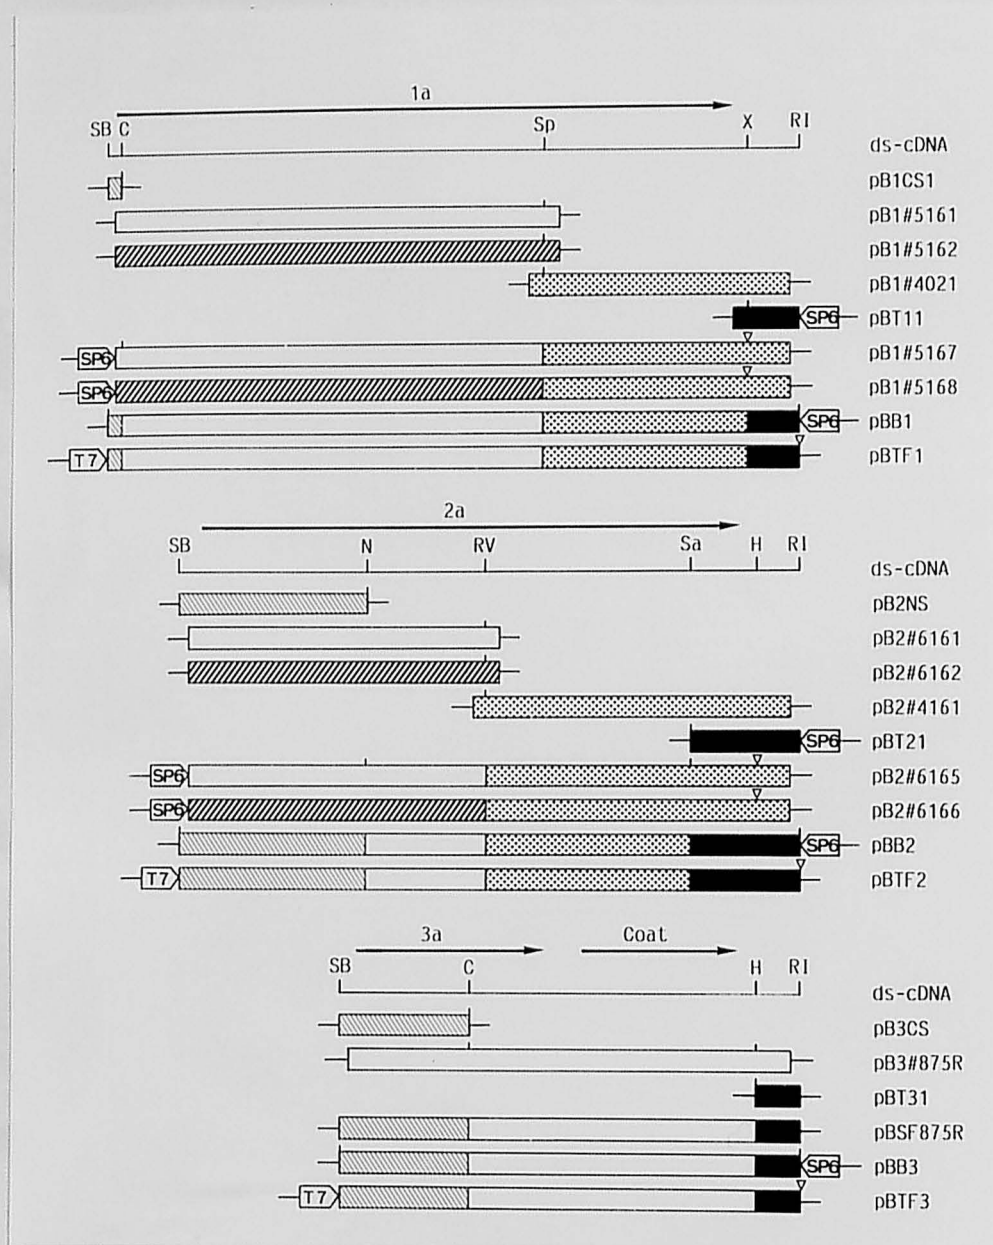 1a
SB C Sp X RI
ds-cDNA
pB1CS1
pB1#5161
pB1#5162
pB1#4021
SP6 pBT11
SP6 pB1#5167
SP6 pB1#5168
SP6 pBB1
T7 pBTF1
2a
SB N RV Sa H RI
ds-cDNA
pB2NS
pB2#6161
pB2#6162
pB2#4161
SP6 pBT21
SP6 pB2#6165
SP6 pB2#6166
SP6 pBB2
T7 pBTF2
3a Coat
SB C H RI
ds-cDNA
pB3CS
pB3#875R
pBT31
pBSF875R
SP6 pBB3
T7 pBTF3